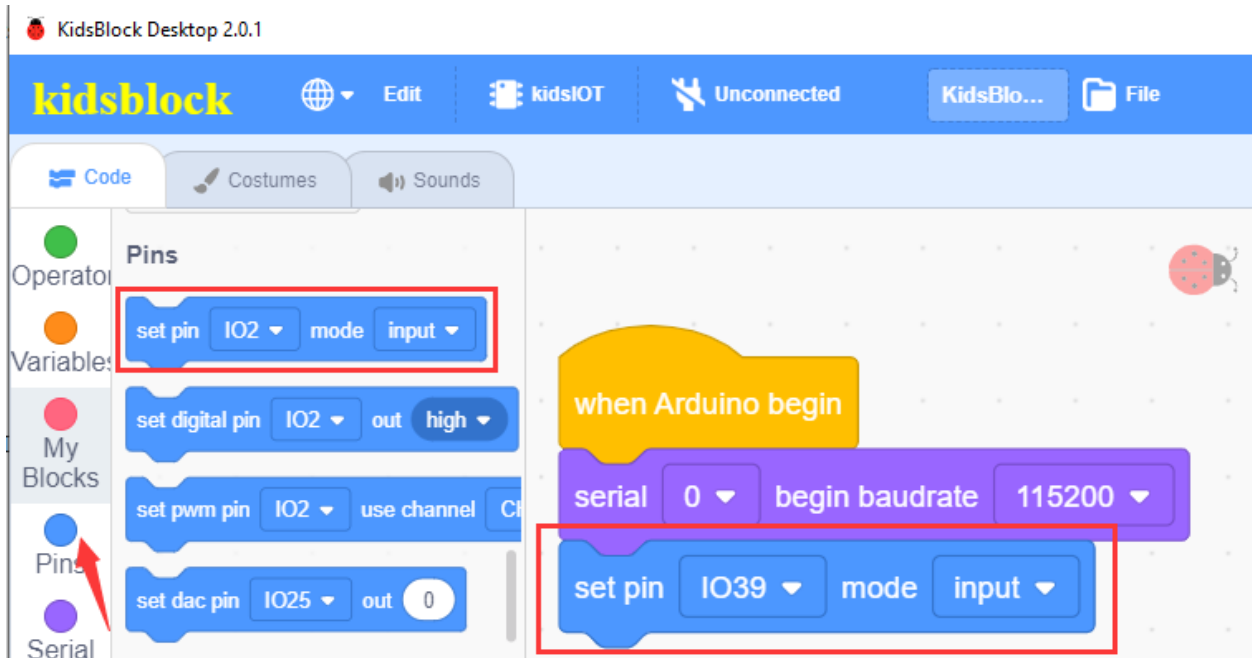 KidsBlock Desktop 2.0.1
kidsblock Edit kidsIOT Unconnected KidsBlo... File
Code Costumes Sounds
Operator
Variables
My
Blocks
Pins
Serial
Pins
set pin IO2 mode input
set digital pin IO2 out high
set pwm pin IO2 use channel CH
set dac pin IO25 out 0
when Arduino begin
serial 0 begin baudrate 115200
set pin IO39 mode input